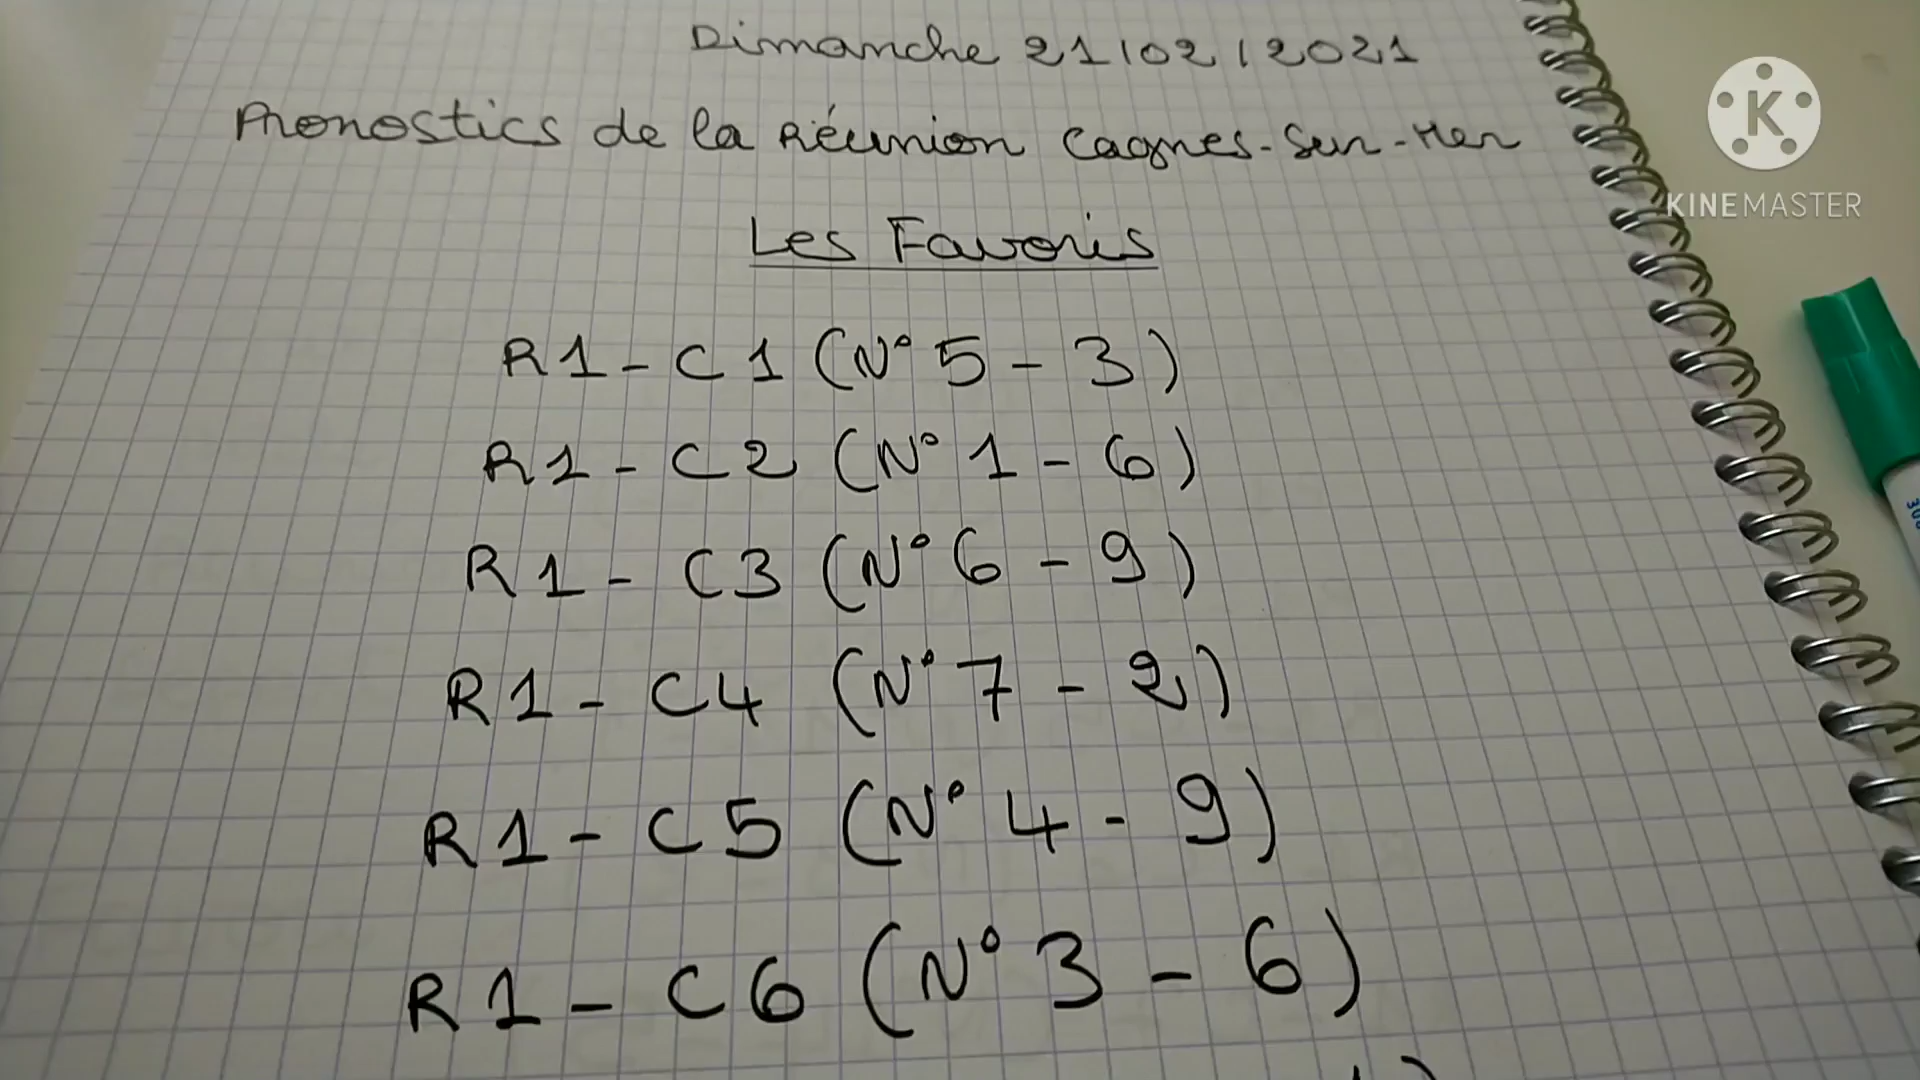 Dimanche 21/02/2021
Pronostics de la Réunion Cagnes-Sur-Mer
K
KINEMASTER
Les Favoris
R1-C1 (N° 5-3)
R1-C2 (N° 1-6)
R1-C3 (N° 6-9)
R1-C4 (N° 7-2)
R1-C5 (N° 4-9)
R1-C6 (N° 3-6)